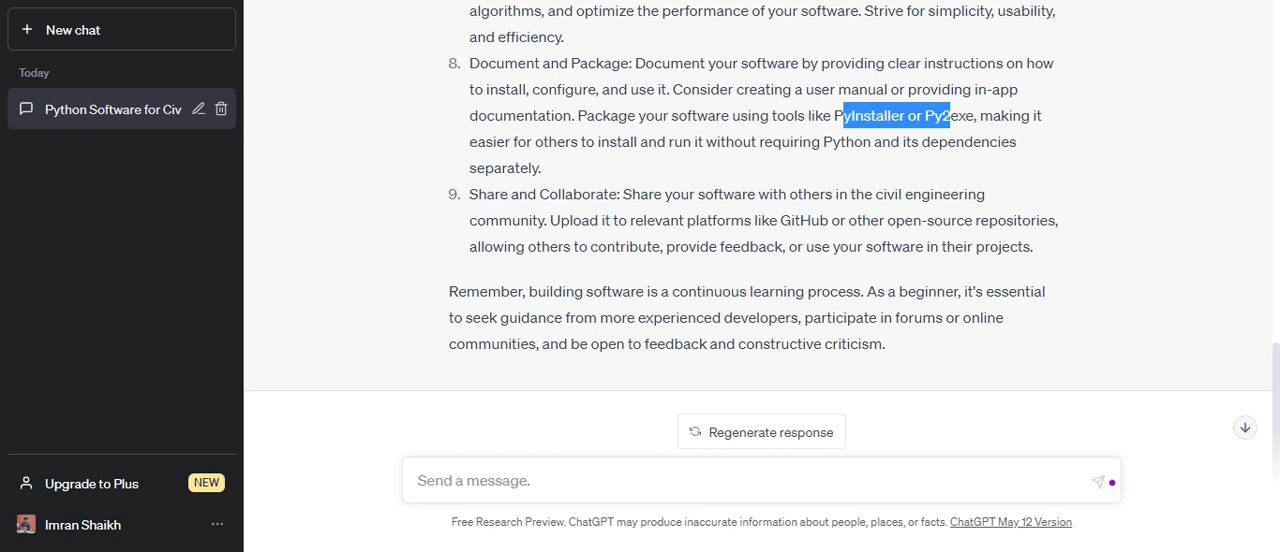 New chat
Today
Python Software for Civ
Upgrade to Plus
NEW
Imran Shaikh
algorithms, and optimize the performance of your software. Strive for simplicity, usability,
and efficiency.
8. Document and Package: Document your software by providing clear instructions on how
to install, configure, and use it. Consider creating a user manual or providing in-app
documentation. Package your software using tools like PyInstaller or Py2exe, making it
easier for others to install and run it without requiring Python and its dependencies
separately.
9. Share and Collaborate: Share your software with others in the civil engineering
community. Upload it to relevant platforms like GitHub or other open-source repositories,
allowing others to contribute, provide feedback, or use your software in their projects.
Remember, building software is a continuous learning process. As a beginner, it's essential
to seek guidance from more experienced developers, participate in forums or online
communities, and be open to feedback and constructive criticism.
Regenerate response
Send a message.
Free Research Preview. ChatGPT may produce inaccurate information about people, places, or facts. ChatGPT May 12 Version